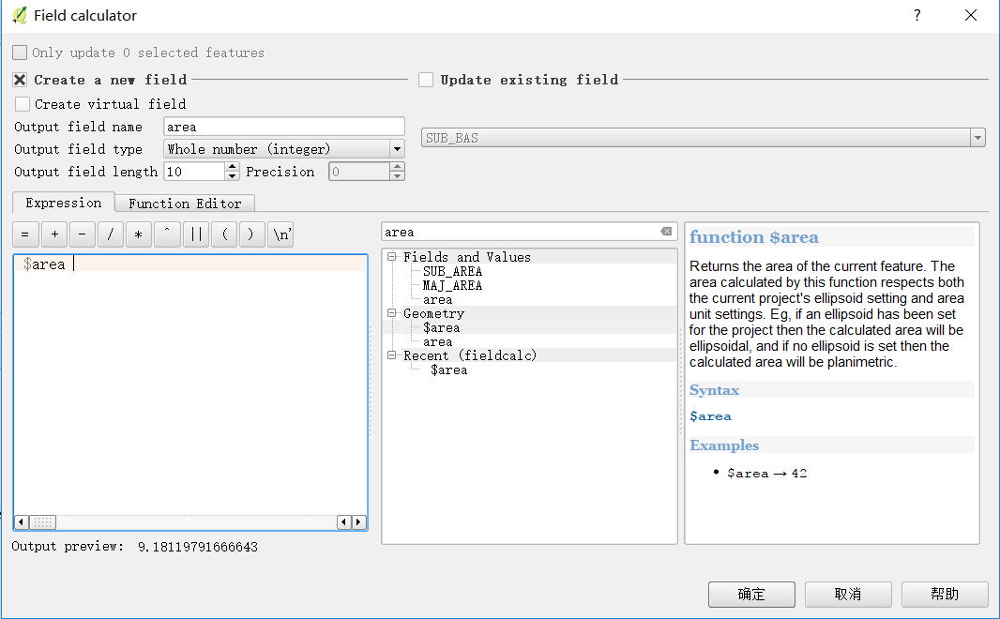 Field calculator
?
Only update 0 selected features
Create a new field
Update existing field
Create virtual field
Output field name area
Output field type Whole number (integer)
SUB_BAS
Output field length 10 Precision 0
Expression Function Editor
= + - / * ^ || ( ) \n'
area
$area
Fields and Values
SUB_AREA
MAJ_AREA
area
Geometry
$area
area
Recent (fieldcalc)
$area
function $area
Returns the area of the current feature. The
area calculated by this function respects both
the current project's ellipsoid setting and area
unit settings. Eg, if an ellipsoid has been set
for the project then the calculated area will be
ellipsoidal, and if no ellipsoid is set then the
calculated area will be planimetric.
Syntax
$area
Examples
• $area → 42
Output preview: 9.18119791666643
确定 取消 帮助